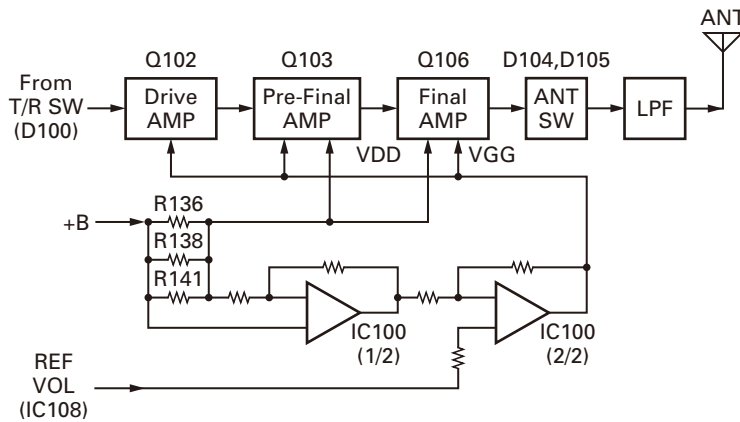 ANT
Q102
Q103
Q106
D104,D105
From
T/R SW
(D100)
Drive
AMP
Pre-Final
AMP
Final
AMP
ANT
SW
LPF
VDD
VGG
+B
R136
R138
R141
IC100
(1/2)
IC100
(2/2)
REF
VOL
(IC108)